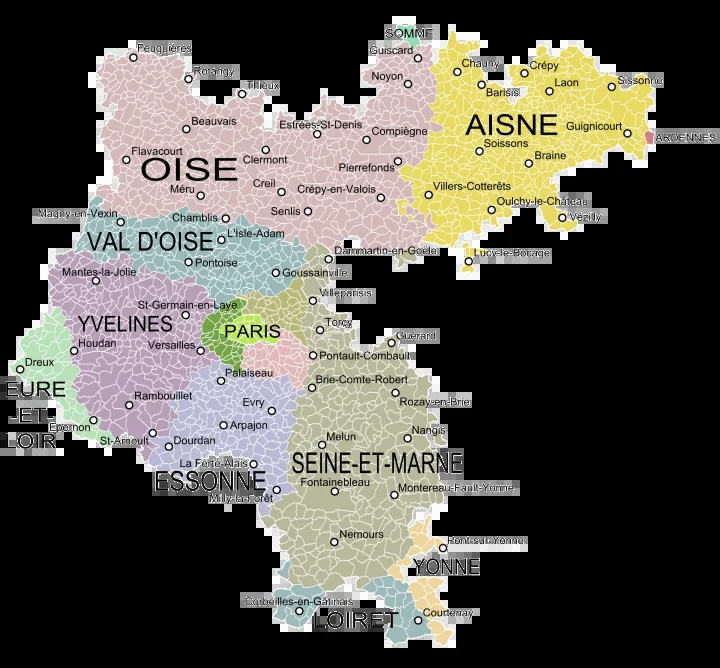 SOMME
Feuquières
Guiscard
Chauny
Crépy
Rotangy
Noyon
Laon
Sissonne
Thieux
Barisis
Beauvais
Estrées-St-Denis
Compiègne
AISNE
Guignicourt
ARDENNES
Flavacourt
Clermont
Soissons
OISE
Pierrefonds
Braine
Méru
Creil
Crépy-en-Valois
Villers-Cotterêts
Oulchy-le-Château
Magny-en-Vexin
Chamblis
Senlis
Vézilly
VAL D'OISE
L'Isle-Adam
Dammartin-en-Goële
Lucy-le-Bocage
Pontoise
Mantes-la-Jolie
Goussainville
Villeparisis
St-Germain-en-Laye
YVELINES
PARIS
Torcy
Houdan
Versailles
Guérard
Pontault-Combault
Dreux
Palaiseau
Brie-Comte-Robert
EURE
ET
LOIR
Rambouillet
Evry
Rozay-en-Brie
Epernon
St-Arnoult
Dourdan
Arpajon
Melun
Nangis
La Ferté-Alais
SEINE-ET-MARNE
ESSONNE
Fontainebleau
Milly-la-Forêt
Montereau-Fault-Yonne
Nemours
Pont-sur-Yonne
YONNE
Corbeilles-en-Gâtinais
LOIRET
Courtenay